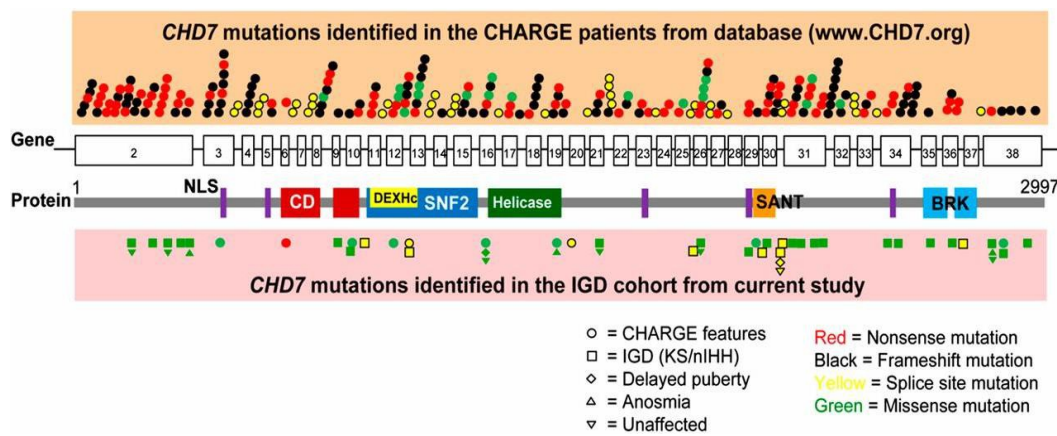 CHD7 mutations identified in the CHARGE patients from database (www.CHD7.org)
Gene 2 3 4 5 6 7 8 9 10 11 12 13 14 15 16 17 18 19 20 21 22 23 24 25 26 27 28 29 30 31 32 33 34 35 36 37 38
1 NLS 2997
Protein CD DEXHc SNF2 Helicase SANT BRK
CHD7 mutations identified in the IGD cohort from current study
= CHARGE features
= IGD (KS/nIHH)
= Delayed puberty
= Anosmia
= Unaffected
Red = Nonsense mutation
Black = Frameshift mutation
Yellow = Splice site mutation
Green = Missense mutation